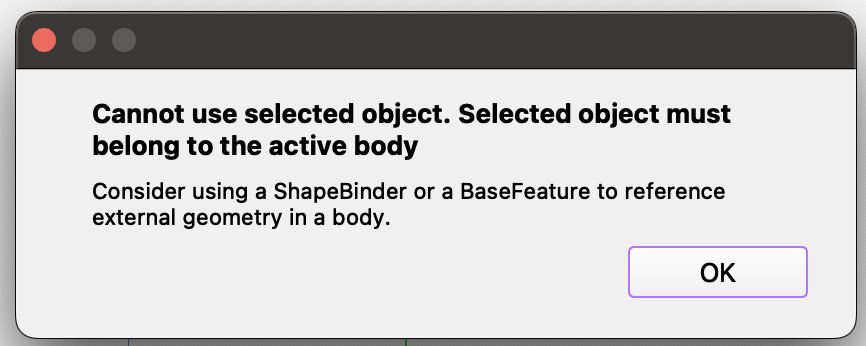 Cannot use selected object. Selected object must
belong to the active body
Consider using a ShapeBinder or a BaseFeature to reference
external geometry in a body.
OK